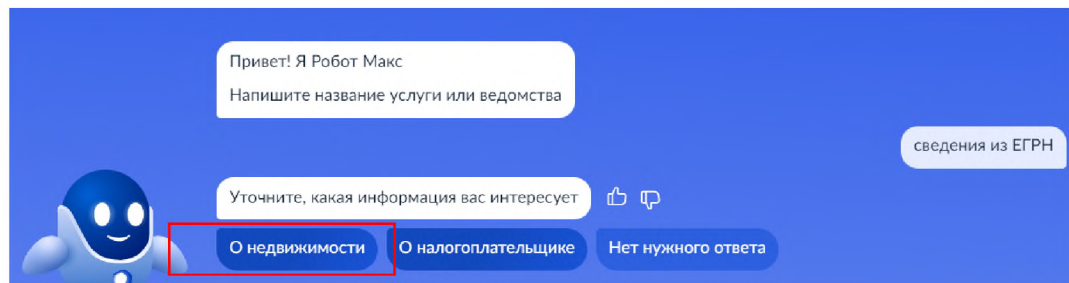 Привет! Я Робот Макс
Напишите название услуги или ведомства
сведения из ЕГРН
Уточните, какая информация вас интересует
О недвижимости О налогоплательщике Нет нужного ответа